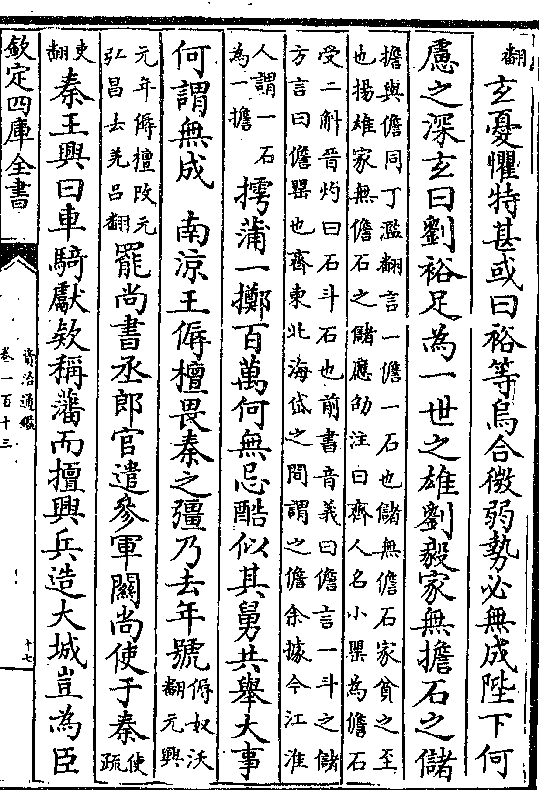 翻
玄憂懼特甚或曰裕等烏合微弱勢必無成陛下何
慮之深玄曰劉裕足為一世之雄劉毅家無擔石之儲
擔與儋同丁濫翻言一儋一石也儲無儋石家貧之至
也揚雄家無儋石之儲應劭注曰齊人名小甖為儋石
受二斛晉灼曰石斗石也前書音義曰儋言一斗之儲
方言曰儋甖也齊東北海岱之間謂之儋余據今江淮
人謂一石
為一擔
摴蒲一擲百萬何無忌酷似其舅共舉大事
何謂無成　南涼王傉檀畏秦之彊乃去年號
傉奴沃
翻元興
元年傉檀改元
弘昌去羌呂翻
罷尚書丞郎官遣參軍關尚使于秦
使
疏
吏
翻
秦王興曰車騎獻欵稱藩而擅興兵造大城豈為臣
欽定四庫全書
資治通鑑
卷一百十三
十七